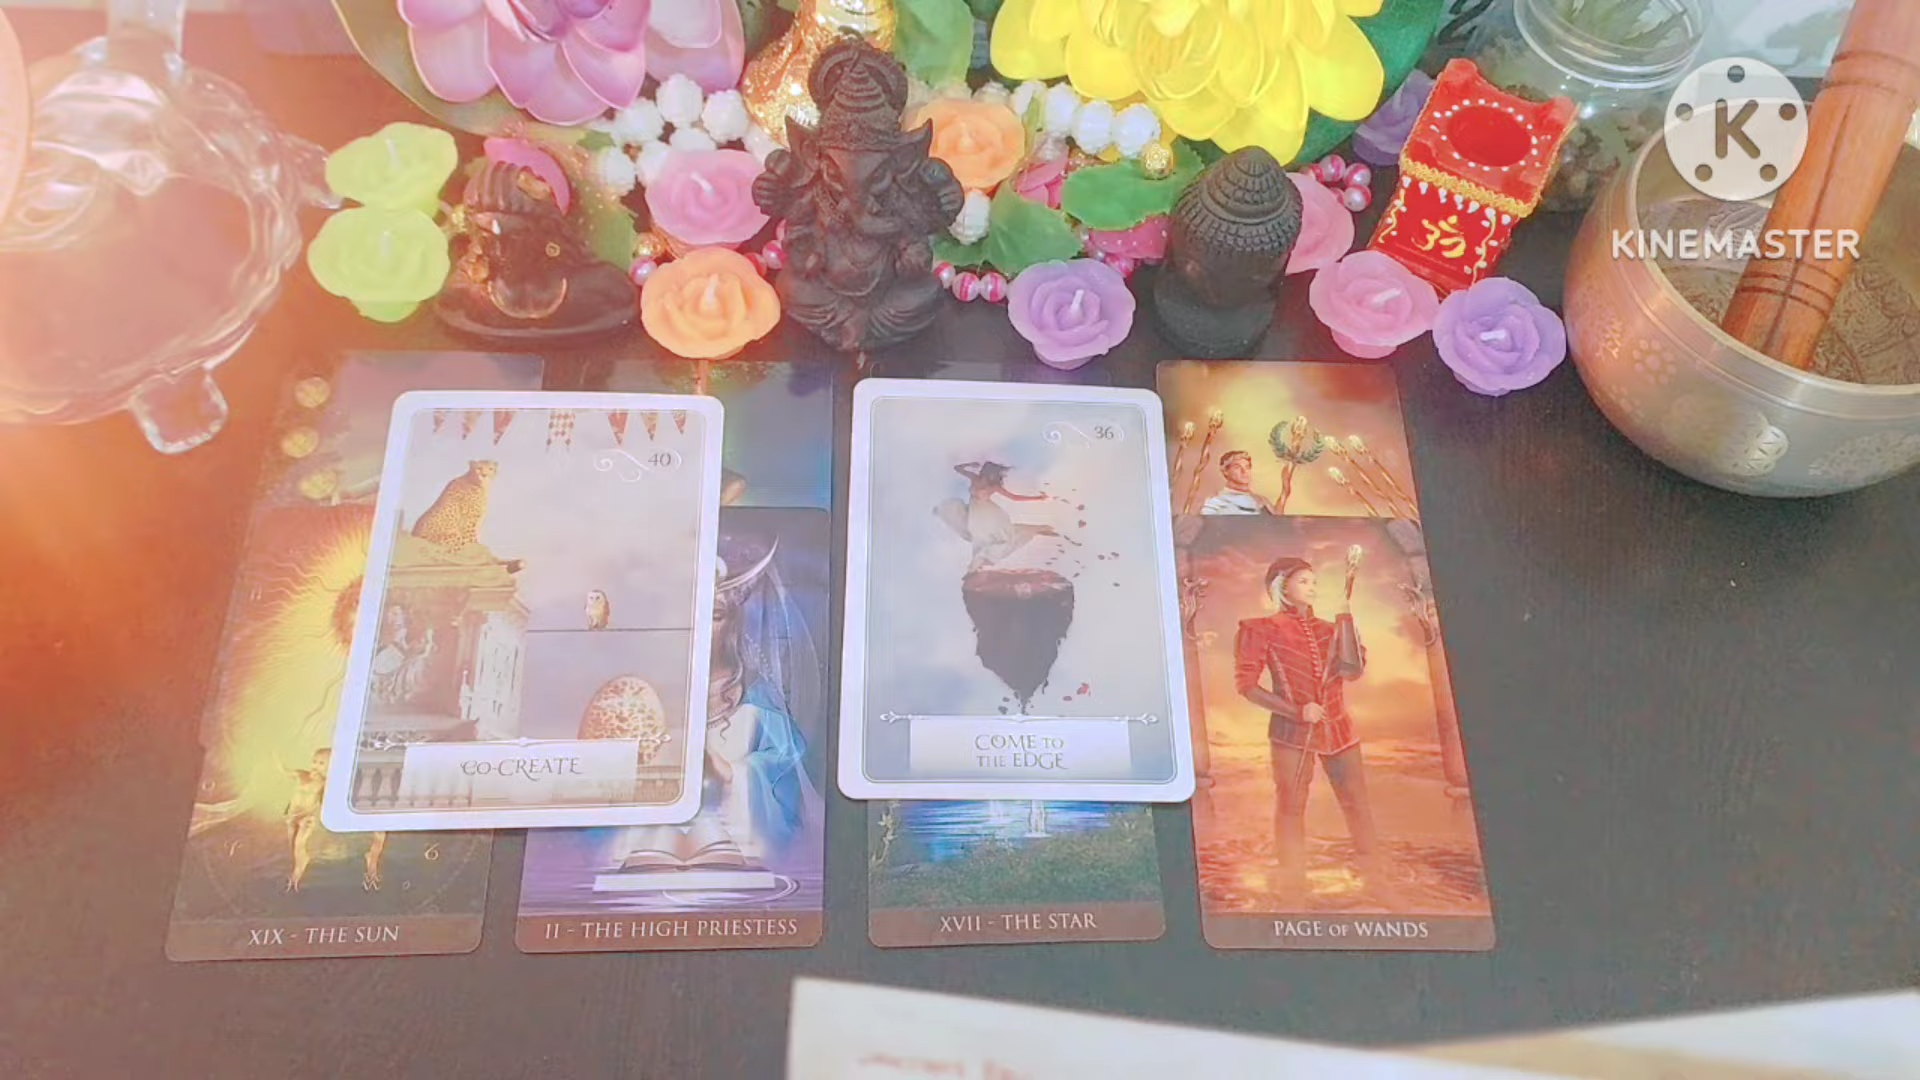 K
KINEMASTER
ॐ
36
40
CO-CREATE
COME TO
THE EDGE
6
XIX - THE SUN
II - THE HIGH PRIESTESS
XVII - THE STAR
PAGE OF WANDS